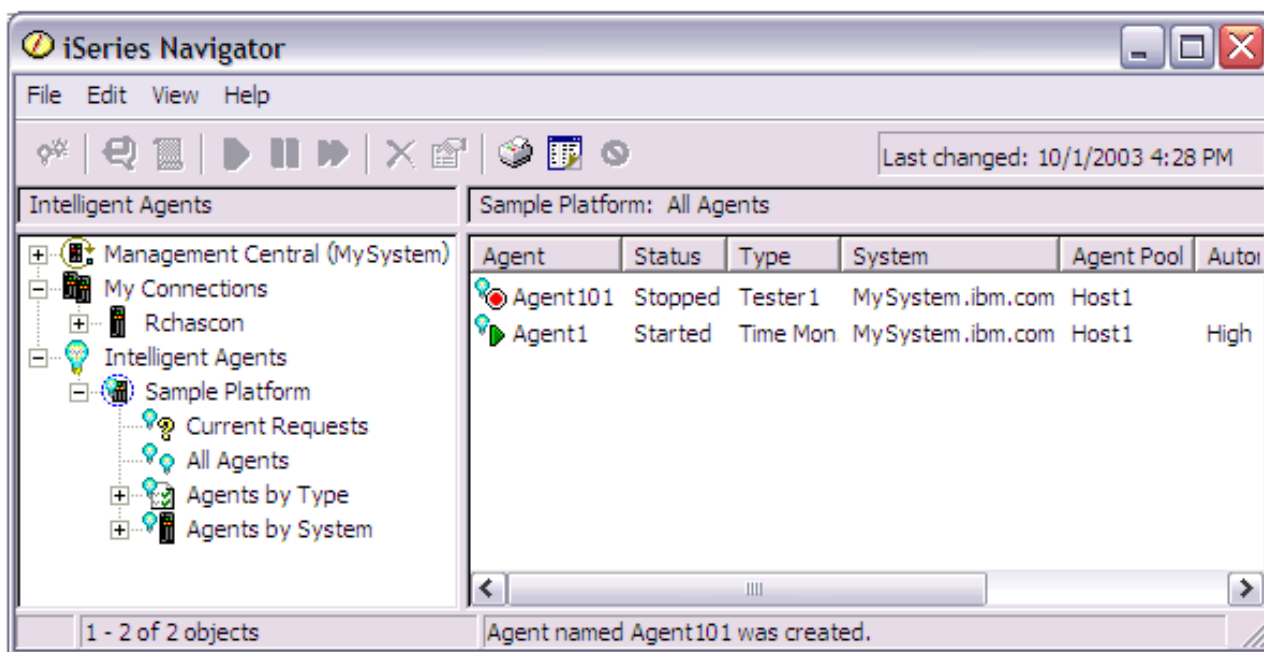 iSeries Navigator
File Edit View Help
Last changed: 10/1/2003 4:28 PM
Intelligent Agents
Sample Platform: All Agents
Management Central (MySystem)
My Connections
Rchascon
Intelligent Agents
Sample Platform
Current Requests
All Agents
Agents by Type
Agents by System
Agent Status Type System Agent Pool Autor
Agent101 Stopped Tester1 MySystem.ibm.com Host1
Agent1 Started Time Mon MySystem.ibm.com Host1 High
1 - 2 of 2 objects
Agent named Agent101 was created.